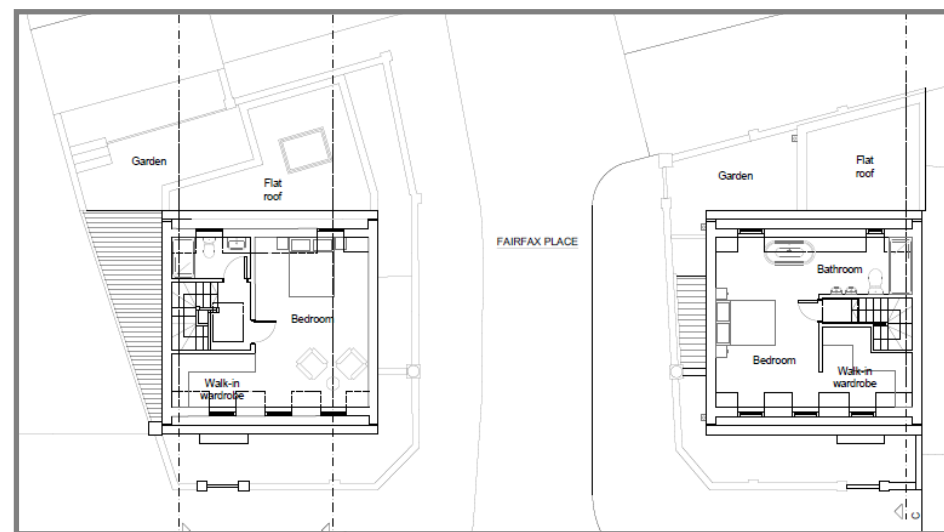 Garden
Flat
roof
Bedroom
Walk-in
wardrobe
FAIRFAX PLACE
Garden
Flat
roof
Bathroom
Bedroom
Walk-in
wardrobe
C